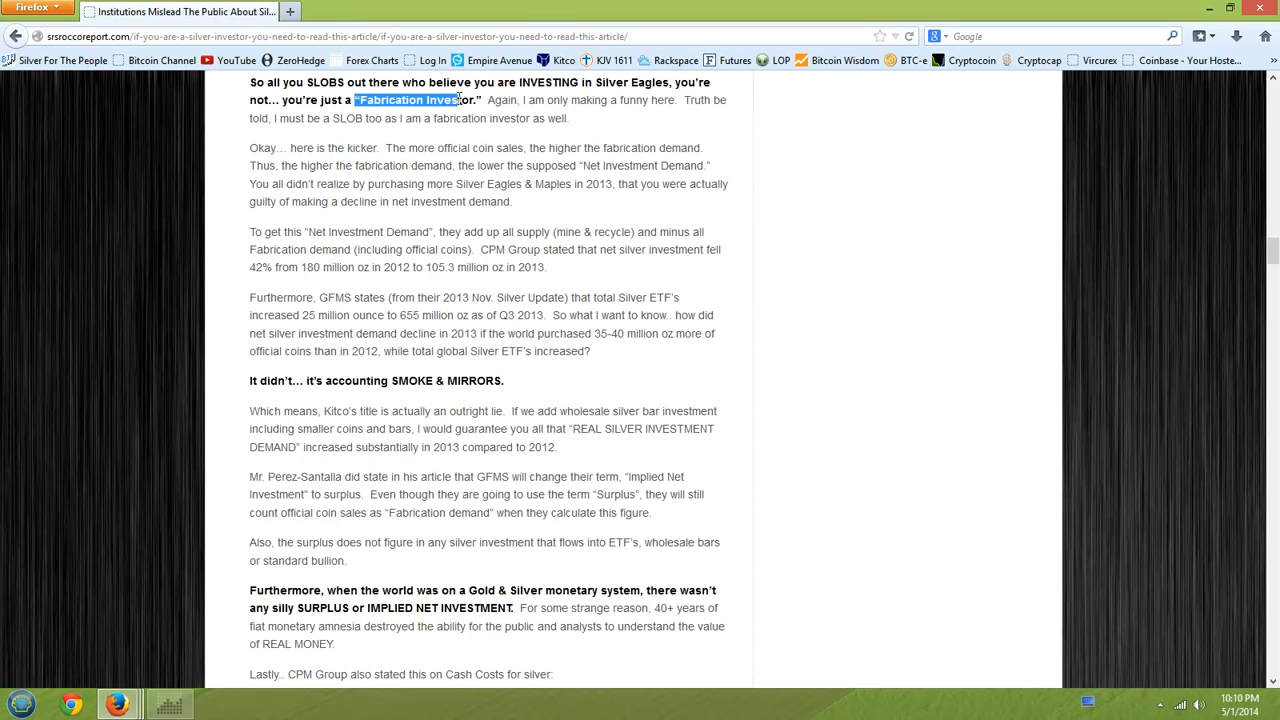 Firefox
Institutions Mislead The Public About Sil...
srsroccoreport.com/if-you-are-a-silver-investor-you-need-to-read-this-article/if-you-are-a-silver-investor-you-need-to-read-this-article/
Google
Silver For The People
Bitcoin Channel
YouTube
ZeroHedge
Forex Charts
Log In
Empire Avenue
Kitco
KJV 1611
Rackspace
Futures
LOP
Bitcoin Wisdom
BTC-e
Cryptocoin
Cryptocap
Vircurex
Coinbase - Your Hoste...
So all you SLOBS out there who believe you are INVESTING in Silver Eagles, you're
not… you're just a “Fabrication Investor.” Again, I am only making a funny here. Truth be
told, I must be a SLOB too as I am a fabrication investor as well.
Okay… here is the kicker. The more official coin sales, the higher the fabrication demand.
Thus, the higher the fabrication demand, the lower the supposed “Net Investment Demand.”
You all didn't realize by purchasing more Silver Eagles & Maples in 2013, that you were actually
guilty of making a decline in net investment demand.
To get this “Net Investment Demand”, they add up all supply (mine & recycle) and minus all
Fabrication demand (including official coins). CPM Group stated that net silver investment fell
42% from 180 million oz in 2012 to 105.3 million oz in 2013.
Furthermore, GFMS states (from their 2013 Nov. Silver Update) that total Silver ETF's
increased 25 million ounce to 655 million oz as of Q3 2013. So what I want to know.. how did
net silver investment demand decline in 2013 if the world purchased 35-40 million oz more of
official coins than in 2012, while total global Silver ETF's increased?
It didn't… it's accounting SMOKE & MIRRORS.
Which means, Kitco's title is actually an outright lie. If we add wholesale silver bar investment
including smaller coins and bars, I would guarantee you all that “REAL SILVER INVESTMENT
DEMAND” increased substantially in 2013 compared to 2012.
Mr. Perez-Santalla did state in his article that GFMS will change their term, “Implied Net
Investment” to surplus. Even though they are going to use the term “Surplus”, they will still
count official coin sales as “Fabrication demand” when they calculate this figure.
Also, the surplus does not figure in any silver investment that flows into ETF's, wholesale bars
or standard bullion.
Furthermore, when the world was on a Gold & Silver monetary system, there wasn't
any silly SURPLUS or IMPLIED NET INVESTMENT. For some strange reason, 40+ years of
fiat monetary amnesia destroyed the ability for the public and analysts to understand the value
of REAL MONEY.
Lastly.. CPM Group also stated this on Cash Costs for silver:
10:10 PM
5/1/2014